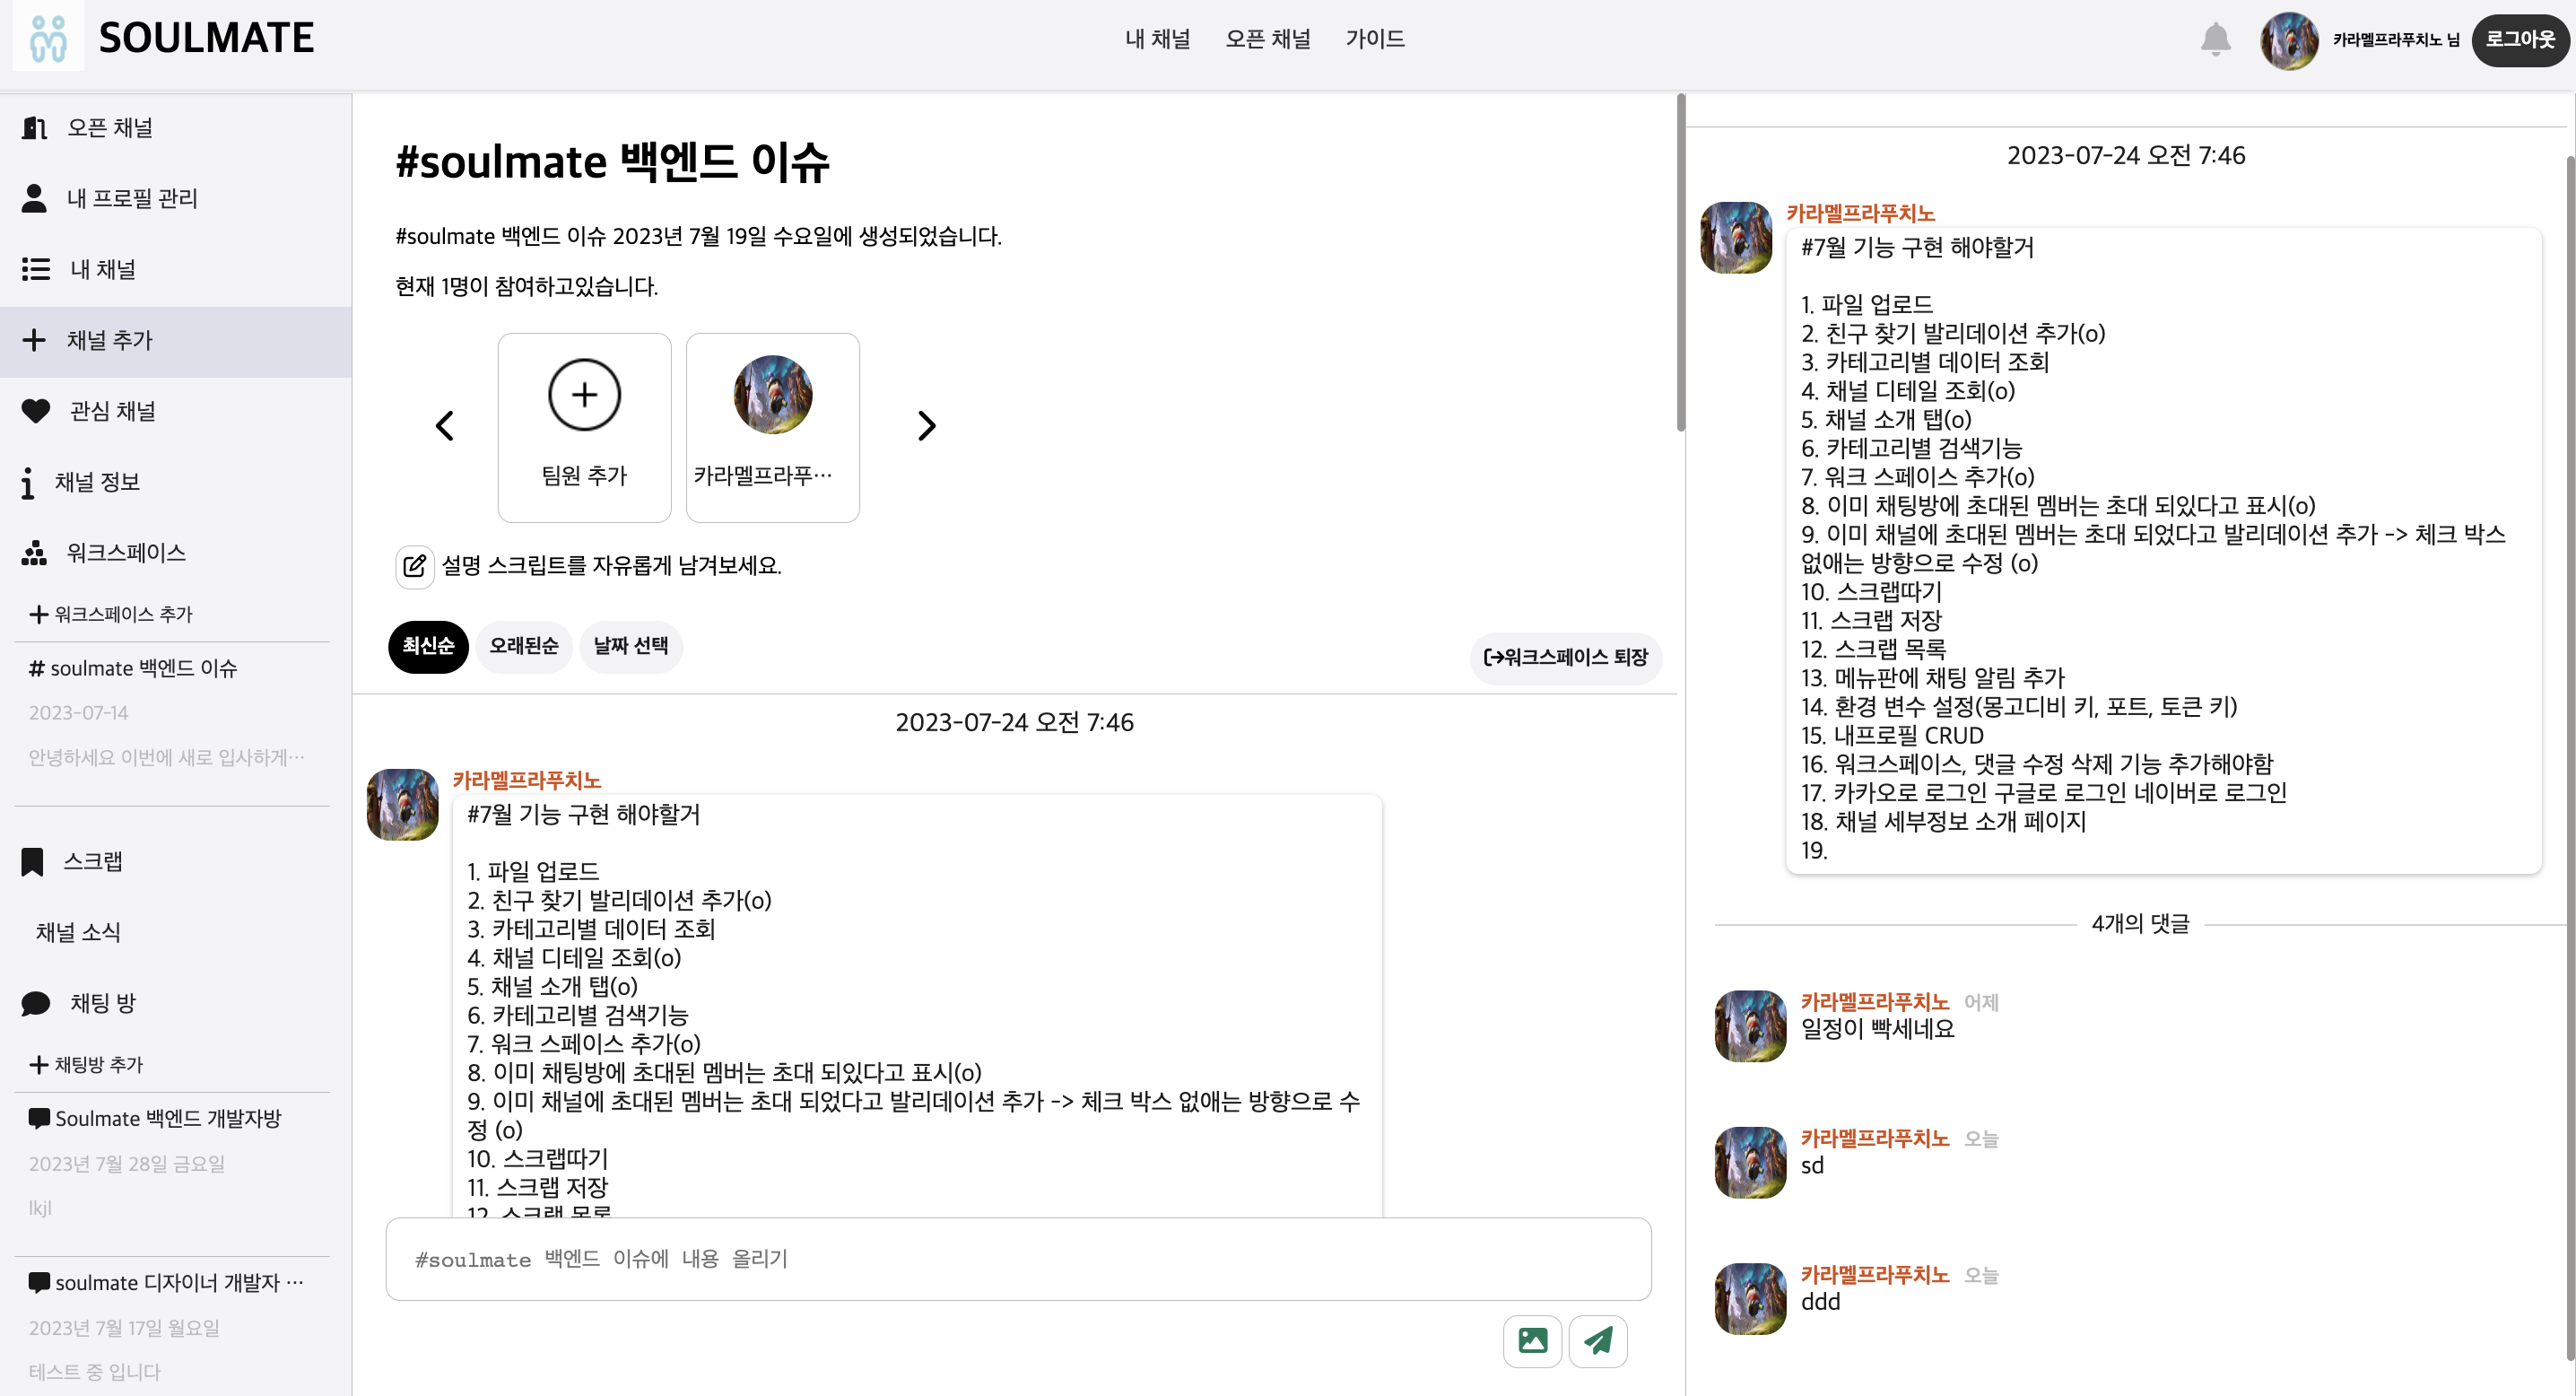 SOULMATE
내 채널 오픈 채널 가이드
카라멜프라푸치노 님 로그아웃
오픈 채널
내 프로필 관리
내 채널
채널 추가
관심 채널
채널 정보
워크스페이스
워크스페이스 추가
# soulmate 백엔드 이슈
2023-07-14
안녕하세요 이번에 새로 입사하게…
스크랩
채널 소식
채팅 방
채팅방 추가
Soulmate 백엔드 개발자방
2023년 7월 28일 금요일
lkjl
soulmate 디자이너 개발자 …
2023년 7월 17일 월요일
테스트 중 입니다
#soulmate 백엔드 이슈
#soulmate 백엔드 이슈 2023년 7월 19일 수요일에 생성되었습니다.
현재 1명이 참여하고있습니다.
팀원 추가
카라멜프라푸…
설명 스크립트를 자유롭게 남겨보세요.
최신순 오래된순 날짜 선택
워크스페이스 퇴장
2023-07-24 오전 7:46
카라멜프라푸치노
#7월 기능 구현 해야할거
1. 파일 업로드
2. 친구 찾기 발리데이션 추가(o)
3. 카테고리별 데이터 조회
4. 채널 디테일 조회(o)
5. 채널 소개 탭(o)
6. 카테고리별 검색기능
7. 워크 스페이스 추가(o)
8. 이미 채팅방에 초대된 멤버는 초대 되있다고 표시(o)
9. 이미 채널에 초대된 멤버는 초대 되었다고 발리데이션 추가 -> 체크 박스 없애는 방향으로 수
정 (o)
10. 스크랩따기
11. 스크랩 저장
12. 스크랩 목록
#soulmate 백엔드 이슈에 내용 올리기
2023-07-24 오전 7:46
카라멜프라푸치노
#7월 기능 구현 해야할거
1. 파일 업로드
2. 친구 찾기 발리데이션 추가(o)
3. 카테고리별 데이터 조회
4. 채널 디테일 조회(o)
5. 채널 소개 탭(o)
6. 카테고리별 검색기능
7. 워크 스페이스 추가(o)
8. 이미 채팅방에 초대된 멤버는 초대 되있다고 표시(o)
9. 이미 채널에 초대된 멤버는 초대 되었다고 발리데이션 추가 -> 체크 박스
없애는 방향으로 수정 (o)
10. 스크랩따기
11. 스크랩 저장
12. 스크랩 목록
13. 메뉴판에 채팅 알림 추가
14. 환경 변수 설정(몽고디비 키, 포트, 토큰 키)
15. 내프로필 CRUD
16. 워크스페이스, 댓글 수정 삭제 기능 추가해야함
17. 카카오로 로그인 구글로 로그인 네이버로 로그인
18. 채널 세부정보 소개 페이지
19.
4개의 댓글
카라멜프라푸치노 어제
일정이 빡세네요
카라멜프라푸치노 오늘
sd
카라멜프라푸치노 오늘
ddd